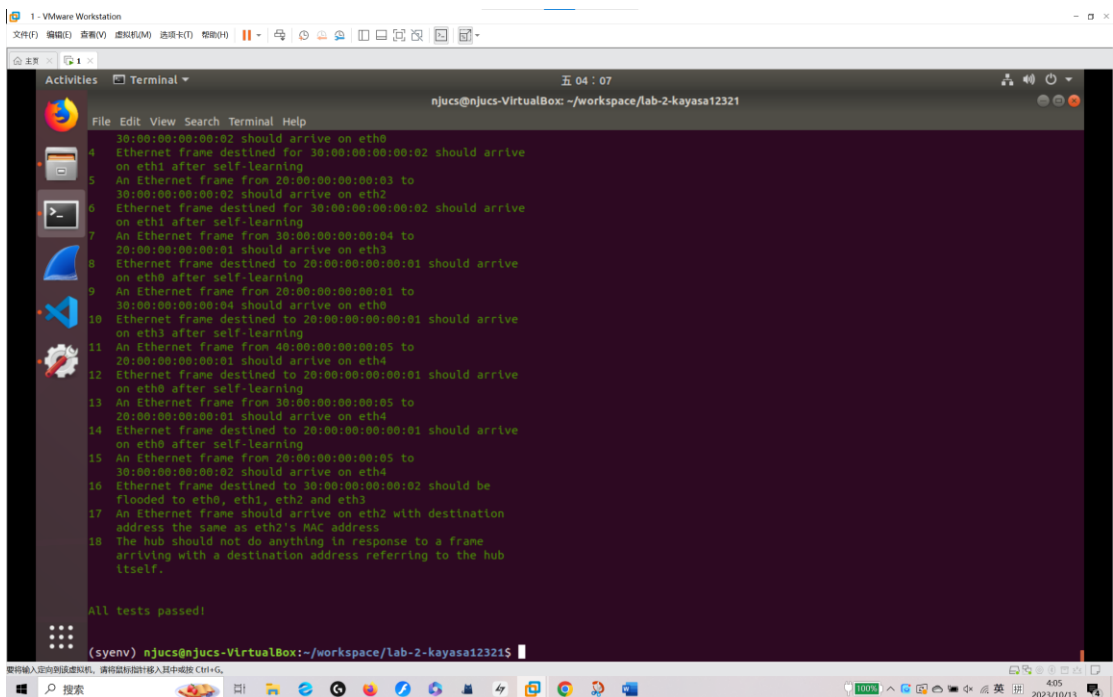 1 - VMware Workstation
文件(F) 编辑(E) 查看(V) 虚拟机(M) 选项卡(T) 帮助(H)
主页 1
Activities Terminal 五 04：07
njucs@njucs-VirtualBox: ~/workspace/lab-2-kayasa12321
File Edit View Search Terminal Help
30:00:00:00:00:02 should arrive on eth0
4 Ethernet frame destined for 30:00:00:00:00:02 should arrive
on eth1 after self-learning
5 An Ethernet frame from 20:00:00:00:00:03 to
30:00:00:00:00:02 should arrive on eth2
6 Ethernet frame destined for 30:00:00:00:00:02 should arrive
on eth1 after self-learning
7 An Ethernet frame from 30:00:00:00:00:04 to
20:00:00:00:00:01 should arrive on eth3
8 Ethernet frame destined to 20:00:00:00:00:01 should arrive
on eth0 after self-learning
9 An Ethernet frame from 20:00:00:00:00:01 to
30:00:00:00:00:04 should arrive on eth0
10 Ethernet frame destined to 20:00:00:00:00:01 should arrive
on eth3 after self-learning
11 An Ethernet frame from 40:00:00:00:00:05 to
20:00:00:00:00:01 should arrive on eth4
12 Ethernet frame destined to 20:00:00:00:00:01 should arrive
on eth0 after self-learning
13 An Ethernet frame from 30:00:00:00:00:05 to
20:00:00:00:00:01 should arrive on eth4
14 Ethernet frame destined to 20:00:00:00:00:01 should arrive
on eth0 after self-learning
15 An Ethernet frame from 20:00:00:00:00:05 to
30:00:00:00:00:02 should arrive on eth4
16 Ethernet frame destined to 30:00:00:00:00:02 should be
flooded to eth0, eth1, eth2 and eth3
17 An Ethernet frame should arrive on eth2 with destination
address the same as eth2's MAC address
18 The hub should not do anything in response to a frame
arriving with a destination address referring to the hub
itself.
All tests passed!
(syenv) njucs@njucs-VirtualBox:~/workspace/lab-2-kayasa12321$
要将输入定向到该虚拟机，请将鼠标指针移入其中或按 Ctrl+G。
搜索 100% 英 拼 4:05
2023/10/13